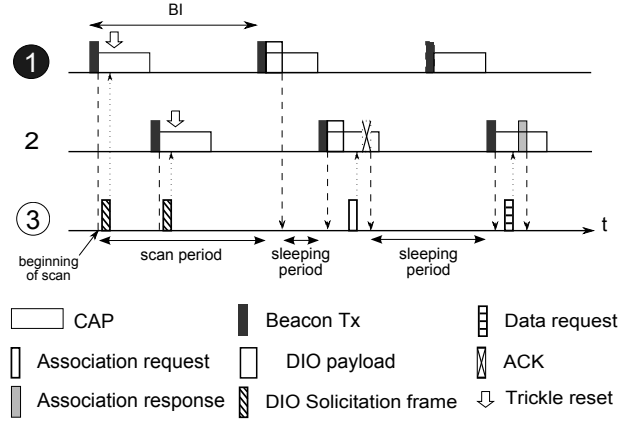 BI
1
2
3
t
beginning
of scan
scan period
sleeping
period
sleeping
period
CAP
Beacon Tx
Data request
Association request
DIO payload
ACK
Association response
DIO Solicitation frame
Trickle reset